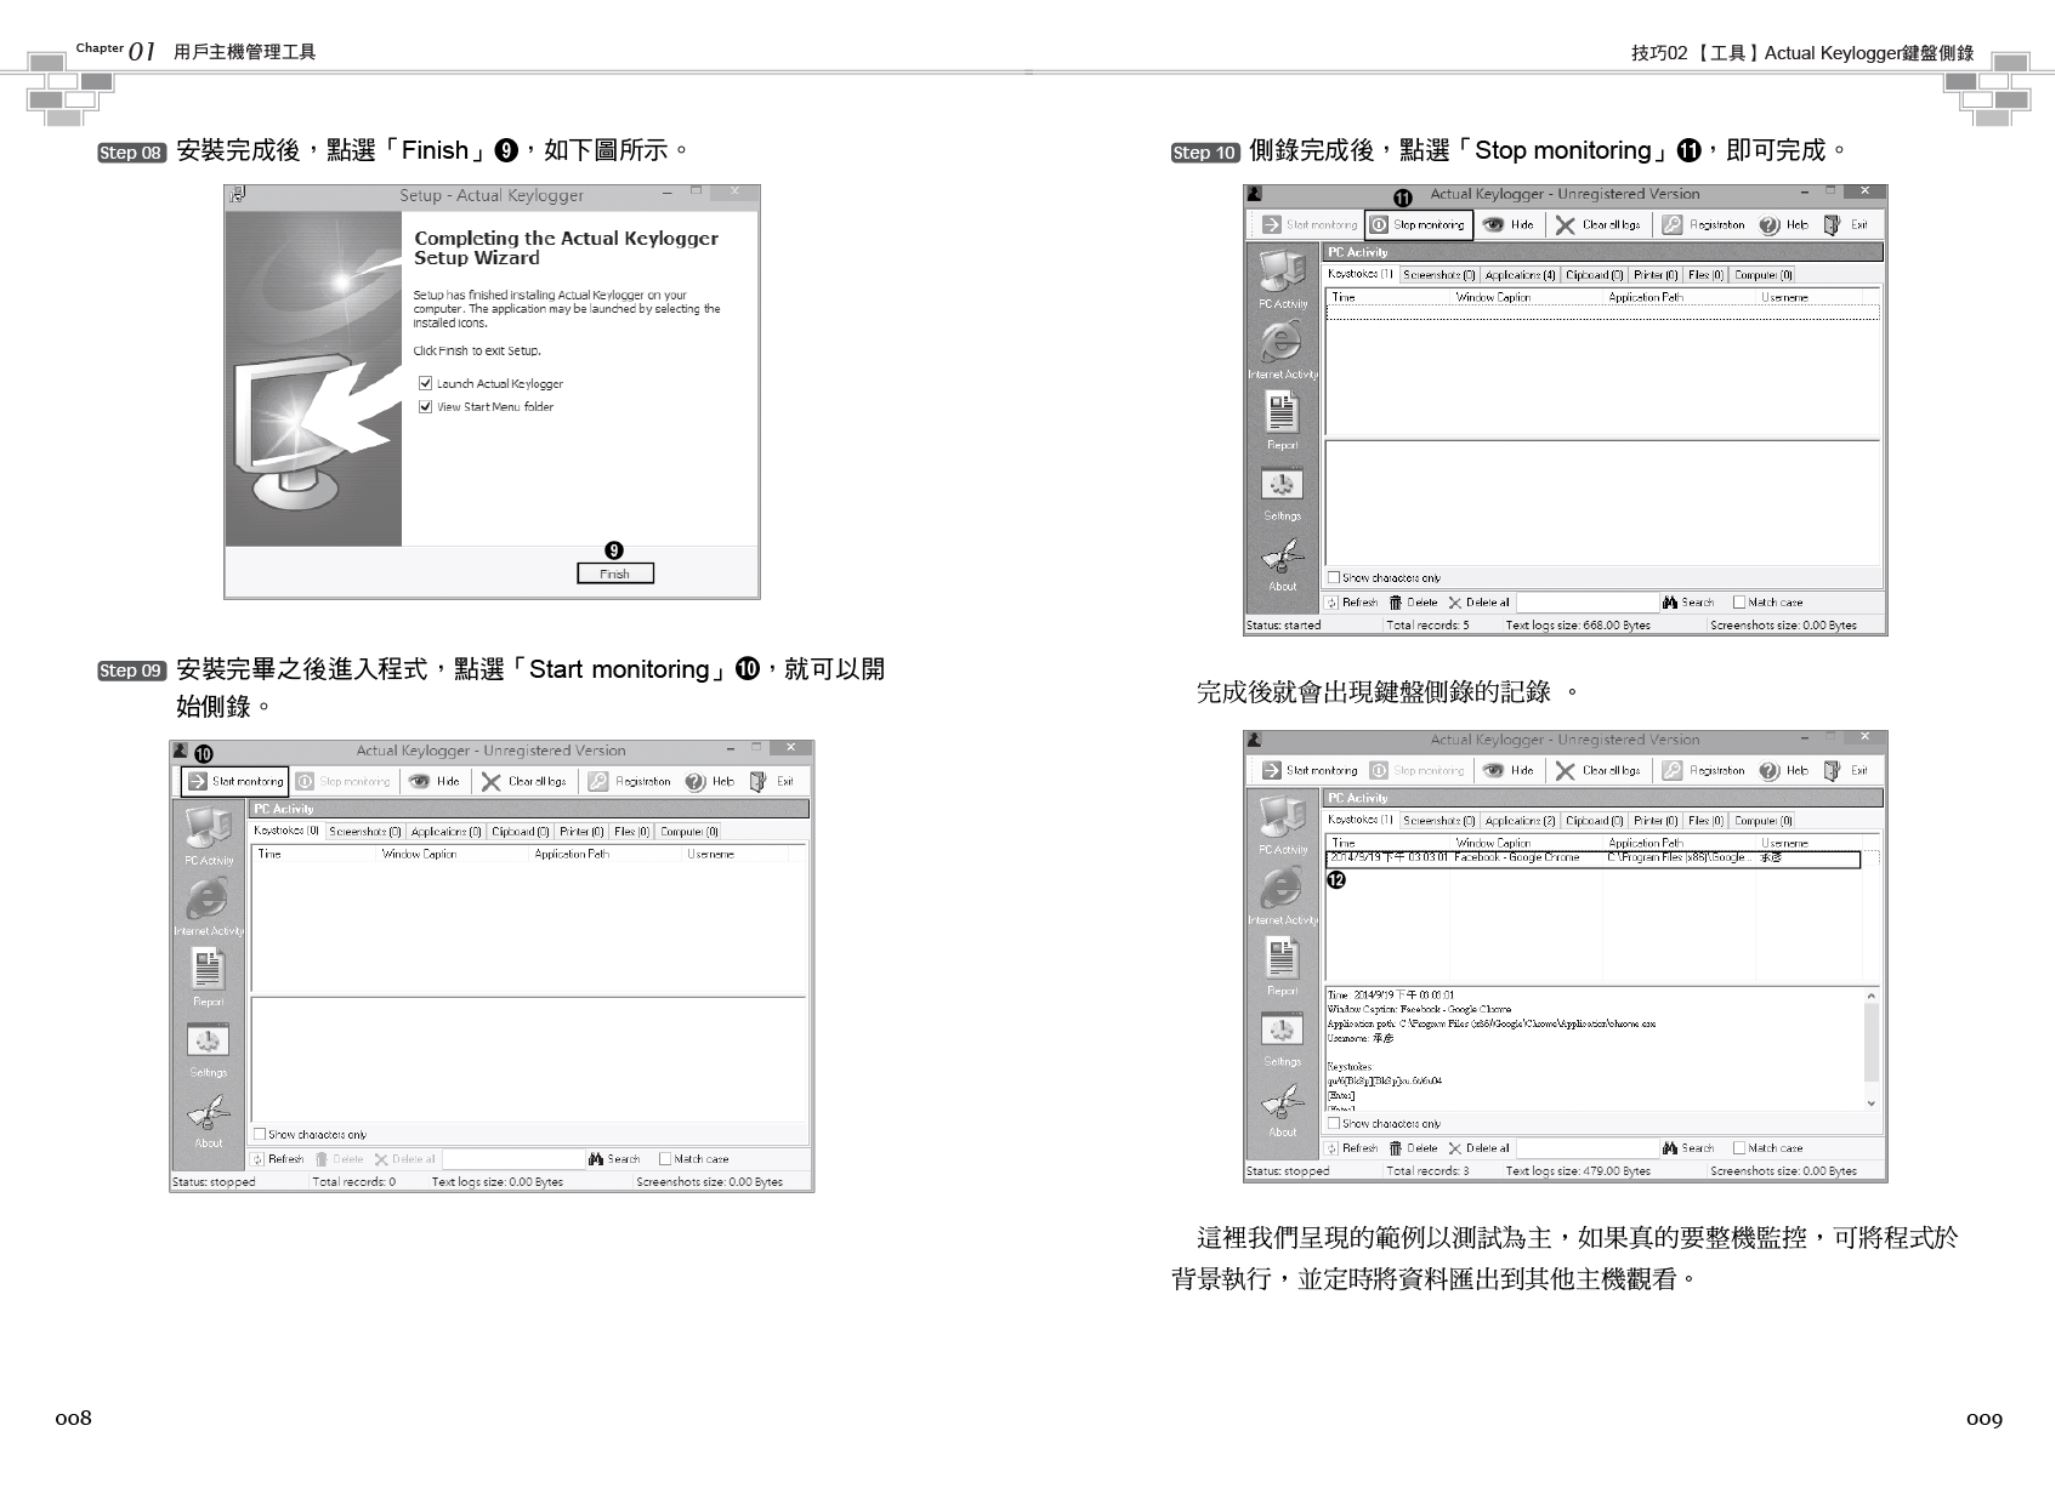 Chapter 01 用戶主機管理工具
Step 08 安裝完成後，點選「Finish」❾，如下圖所示。
Setup - Actual Keylogger
Completing the Actual Keylogger
Setup Wizard
Setup has finished installing Actual Keylogger on your
computer. The application may be launched by selecting the
installed icons.
Click Finish to exit Setup.
Launch Actual Keylogger
View Start Menu folder
❾
Finish
Step 09 安裝完畢之後進入程式，點選「Start monitoring」❿，就可以開
始側錄。
❿ Actual Keylogger - Unregistered Version
Start monitoring Stop monitoring Hide Clear all logs Registration Help Exit
PC Activity
Keystrokes (0) Screenshots (0) Applications (0) Clipboard (0) Printer (0) Files (0) Computer (0)
Time Window Caption Application Path Username
PC Activity
Internet Activity
Report
Settings
About
Show characters only
Refresh Delete Delete all Search Match case
Status: stopped Total records: 0 Text logs size: 0.00 Bytes Screenshots size: 0.00 Bytes
008
技巧02【工具】Actual Keylogger鍵盤側錄
Step 10 側錄完成後，點選「Stop monitoring」⓫，即可完成。
⓫ Actual Keylogger - Unregistered Version
Start monitoring Stop monitoring Hide Clear all logs Registration Help Exit
PC Activity
Keystrokes (1) Screenshots (0) Applications (4) Clipboard (0) Printer (0) Files (0) Computer (0)
Time Window Caption Application Path Username
PC Activity
Internet Activity
Report
Settings
About
Show characters only
Refresh Delete Delete all Search Match case
Status: started Total records: 5 Text logs size: 668.00 Bytes Screenshots size: 0.00 Bytes
完成後就會出現鍵盤側錄的記錄 。
Actual Keylogger - Unregistered Version
Start monitoring Stop monitoring Hide Clear all logs Registration Help Exit
PC Activity
Keystrokes (1) Screenshots (0) Applications (2) Clipboard (0) Printer (0) Files (0) Computer (0)
Time Window Caption Application Path Username
2014/9/19 下午 03:03:01 Facebook - Google Chrome C:\Program Files (x86)\Google... 承彥
⓬
PC Activity
Internet Activity
Report
Settings
About
Time: 2014/9/19 下午
Window Caption: Facebook - Google Chrome
Application path: C:\Program Files (x86)\Google\Chrome\Application\chrome.exe
Username: 承彥
Keystrokes:
[Enter]
[Enter]
Show characters only
Refresh Delete Delete all Search Match case
Status: stopped Total records: 3 Text logs size: 479.00 Bytes Screenshots size: 0.00 Bytes
這裡我們呈現的範例以測試為主，如果真的要整機監控，可將程式於
背景執行，並定時將資料匯出到其他主機觀看。
009